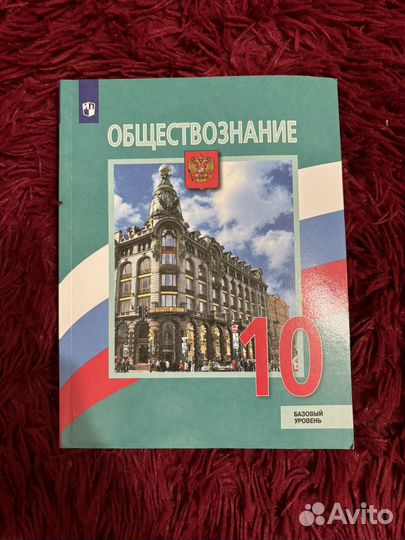 ОБЩЕСТВОЗНАНИЕ
10
БАЗОВЫЙ
УРОВЕНЬ
Avito